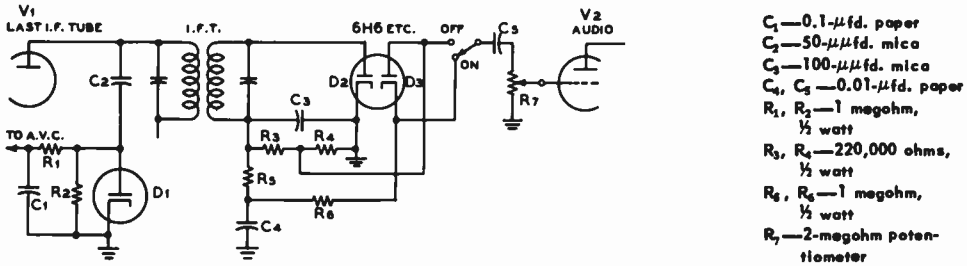 V1
LAST I.F. TUBE
I.F.T.
6H6 ETC.
OFF
ON
C5
V2
AUDIO
C2
D2
D3
R7
C3
TO A.V.C.
R1
R3
R4
R2
D1
R5
C1
R6
C4
C₁—0.1-μfd. paper
C₂—50-μμfd. mica
C₃—100-μμfd. mica
C₄, C₅—0.01-μfd. paper
R₁, R₂—1 megohm,
½ watt
R₃, R₄—220,000 ohms,
½ watt
R₅, R₆—1 megohm,
½ watt
R₇—2-megohm poten-
tiometer